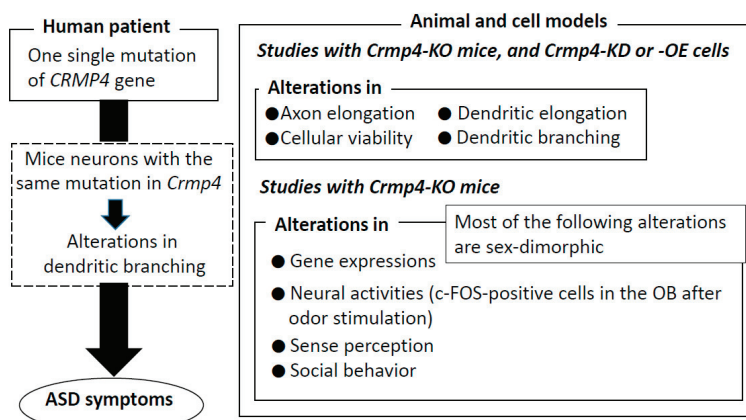 Human patient
One single mutation
of CRMP4 gene
Mice neurons with the
same mutation in Crmp4
Alterations in
dendritic branching
ASD symptoms
Animal and cell models
Studies with Crmp4-KO mice, and Crmp4-KD or -OE cells
Alterations in
●Axon elongation ●Dendritic elongation
●Cellular viability ●Dendritic branching
Studies with Crmp4-KO mice
Alterations in
Most of the following alterations
are sex-dimorphic
● Gene expressions
● Neural activities (c-FOS-positive cells in the OB after
odor stimulation)
● Sense perception
● Social behavior